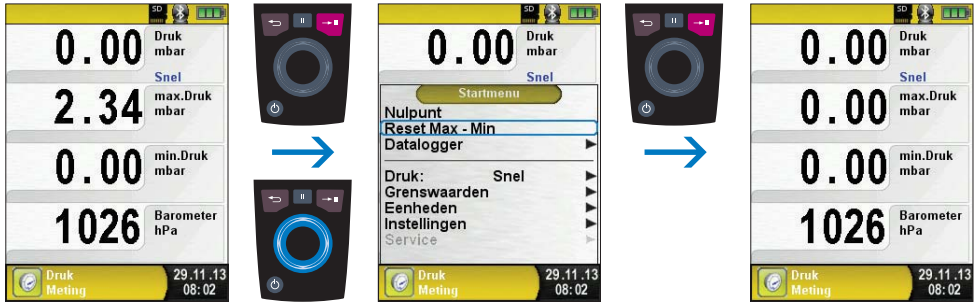 SD
0.00 Druk
mbar
Snel
2.34 max.Druk
mbar
0.00 min.Druk
mbar
1026 Barometer
hPa
Druk
Meting
29.11.13
08:02
SD
0.00 Druk
mbar
Snel
Startmenu
Nulpunt
Reset Max - Min
Datalogger
Druk: Snel
Grenswaarden
Eenheden
Instellingen
Service
Druk
Meting
29.11.13
08:02
SD
0.00 Druk
mbar
Snel
0.00 max.Druk
mbar
0.00 min.Druk
mbar
1026 Barometer
hPa
Druk
Meting
29.11.13
08:02